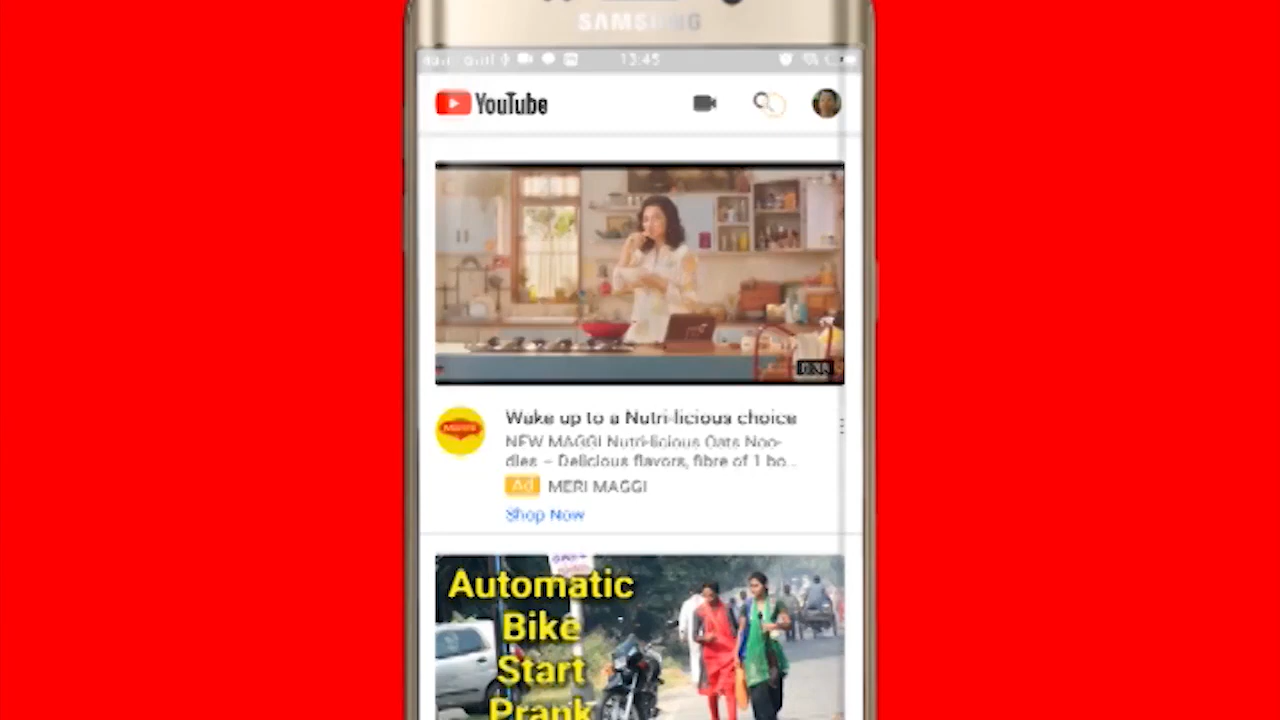 SAMSUNG
13:45
YouTube
Wake up to a Nutri-licious choice
NEW MAGGI Nutri-licious Oats Noo-
dles – Delicious flavors, fibre of 1 bo...
Ad MERI MAGGI
Shop Now
Automatic
Bike
Start
Prank